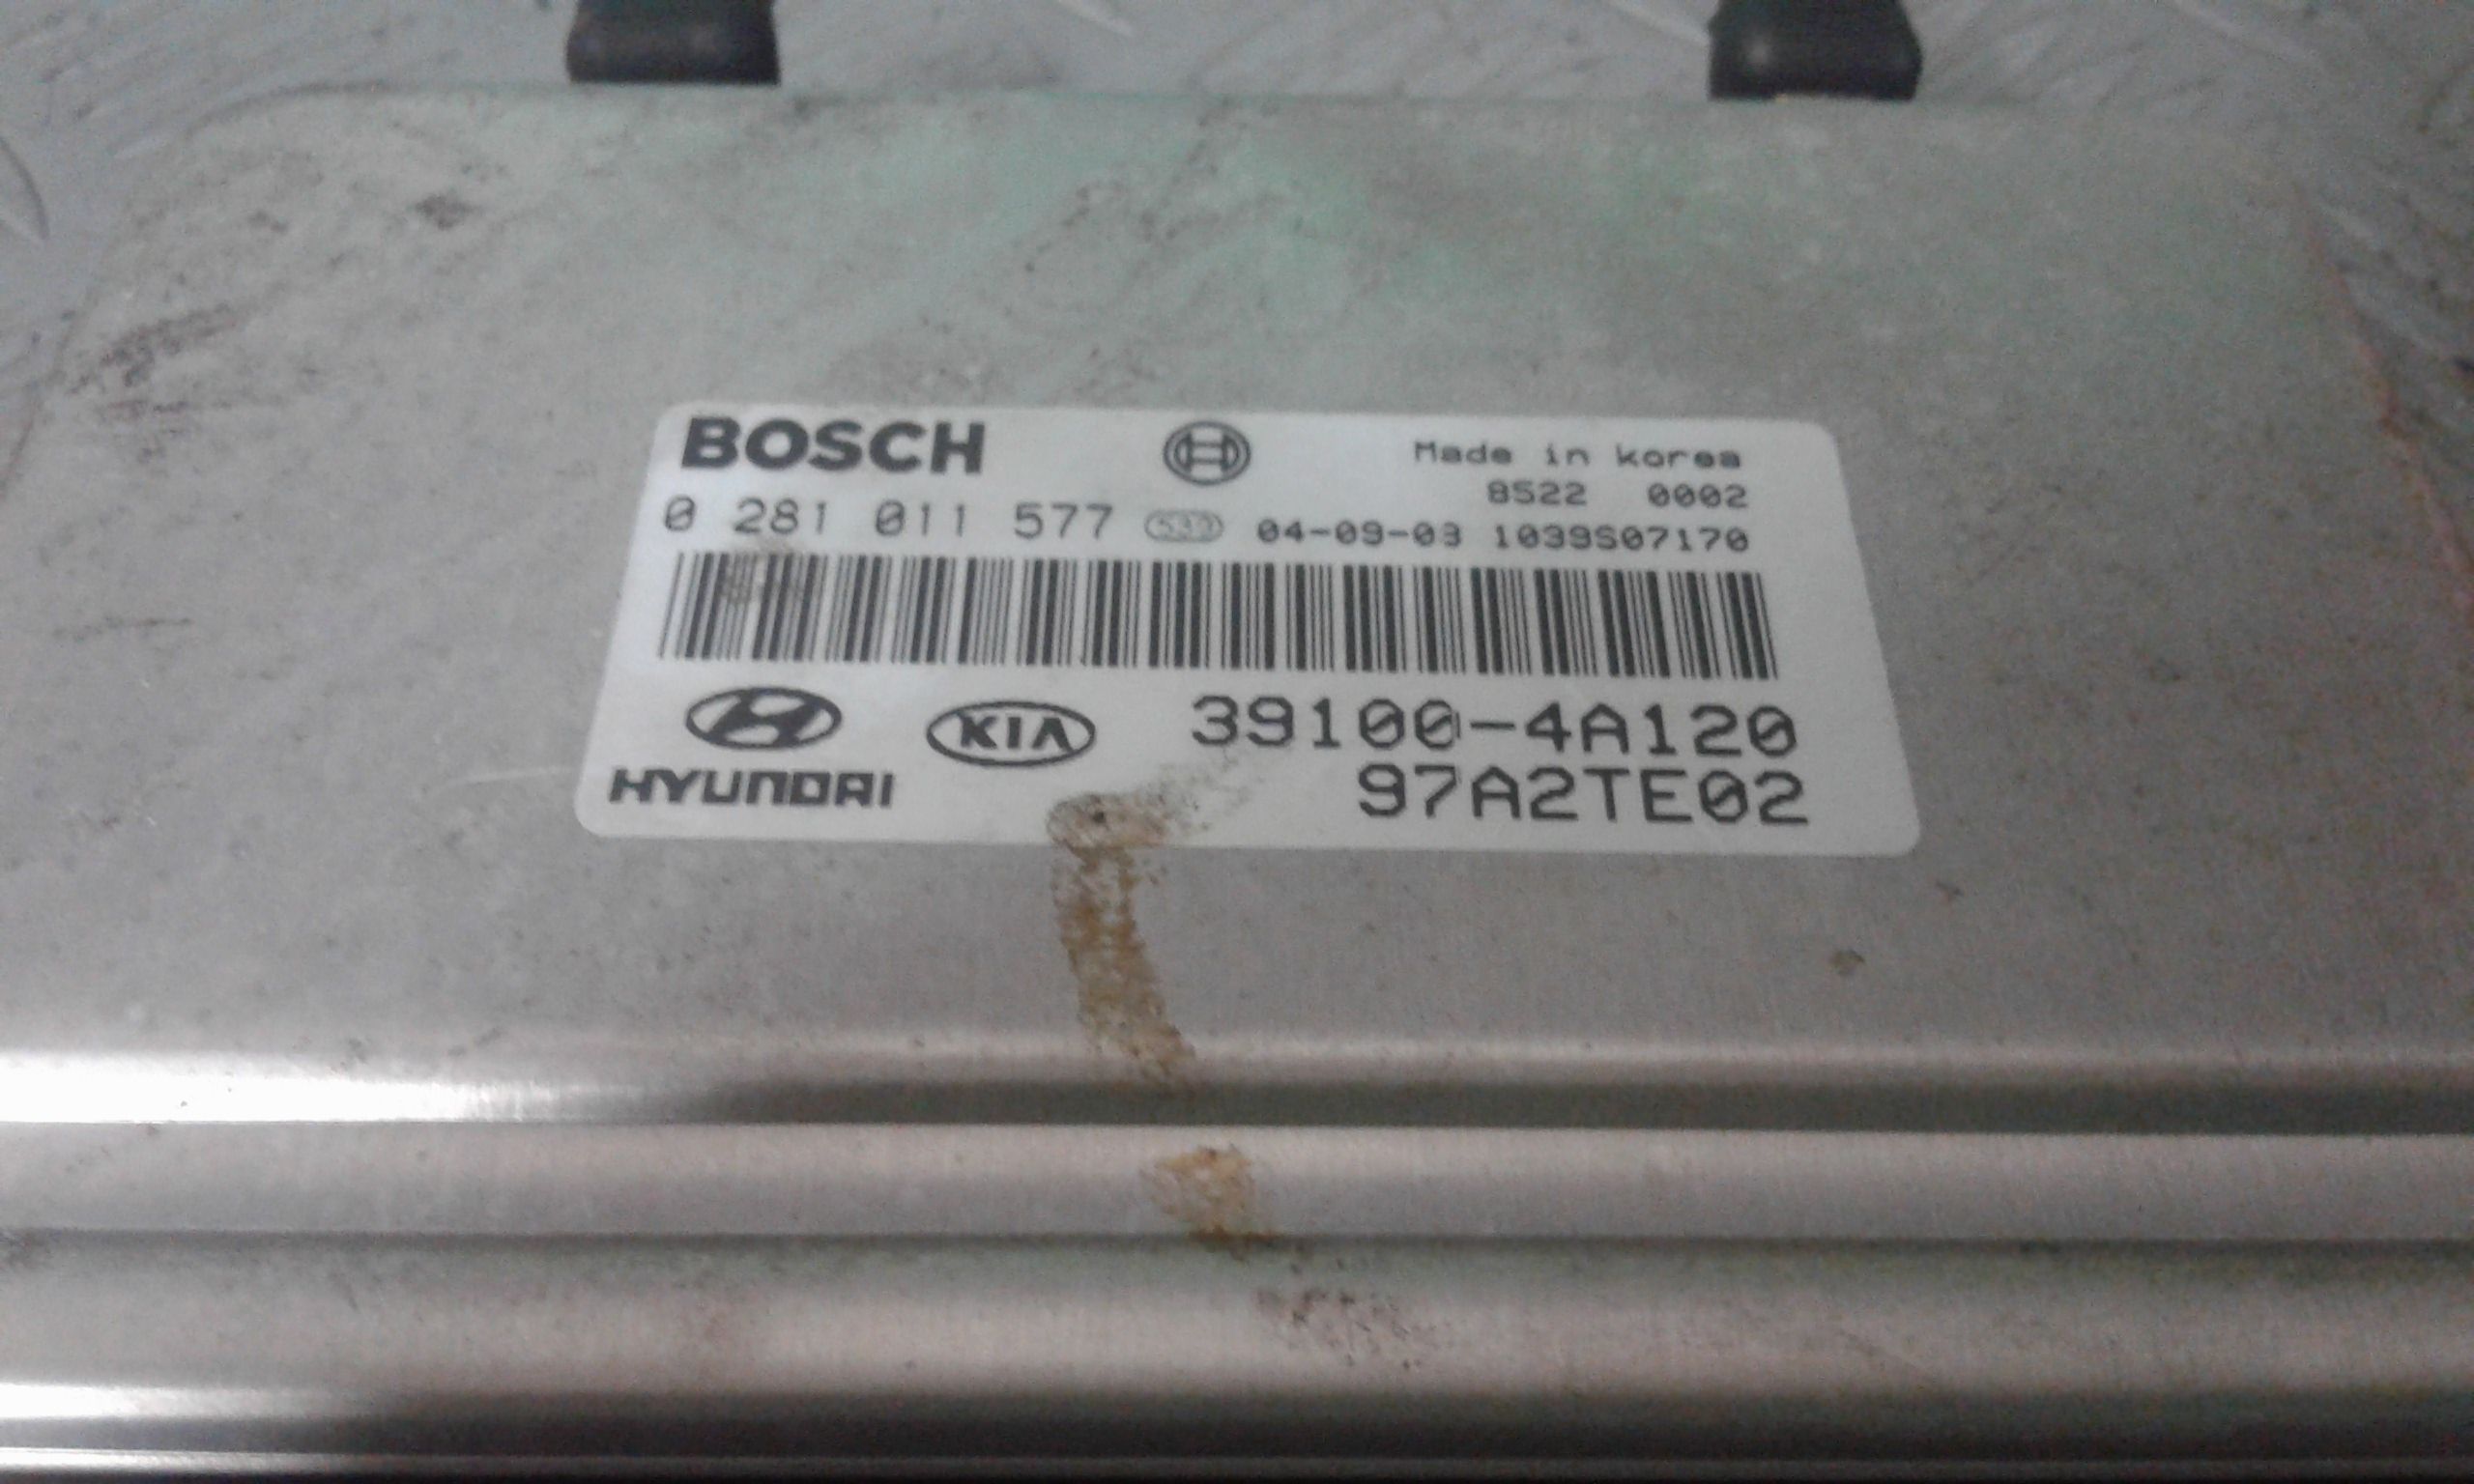 BOSCH
Made in korea
8522 0002
0 281 011 577 532 04-09-03 1039S07170
HYUNDAI
KIA
39100-4A120
97A2TE02